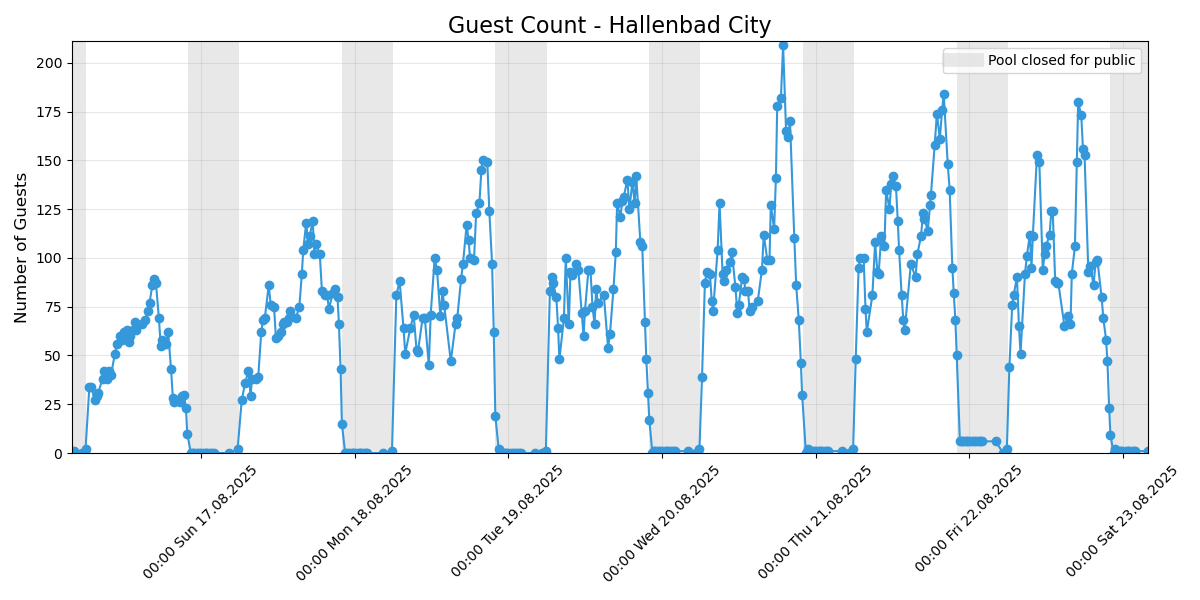 Guest Count - Hallenbad City
Pool closed for public
Number of Guests
200
175
150
125
100
75
50
25
0
00:00 Sun 17.08.2025
00:00 Mon 18.08.2025
00:00 Tue 19.08.2025
00:00 Wed 20.08.2025
00:00 Thu 21.08.2025
00:00 Fri 22.08.2025
00:00 Sat 23.08.2025